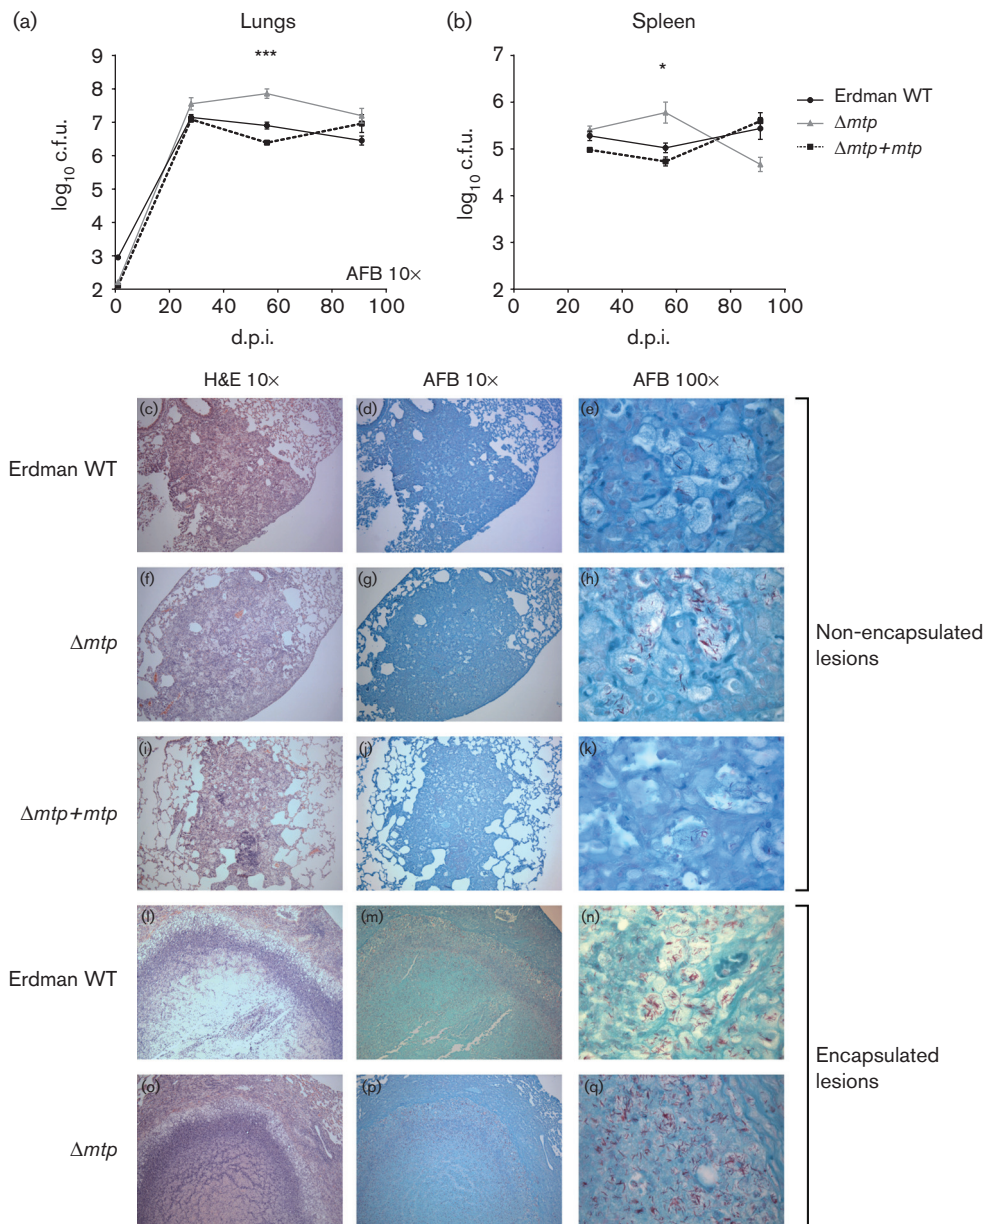 (a) Lungs
(b) Spleen
9
8
7
6
5
4
3
2
log10 c.f.u.
***
AFB 10×
0 20 40 60 80 100
d.p.i.
7
6
5
4
3
2
log10 c.f.u.
*
0 20 40 60 80 100
d.p.i.
Erdman WT
Δmtp
Δmtp+mtp
H&E 10× AFB 10× AFB 100×
Erdman WT
(c) (d) (e)
Δmtp
(f) (g) (h)
Δmtp+mtp
(i) (j) (k)
Non-encapsulated
lesions
Erdman WT
(l) (m) (n)
Δmtp
(o) (p) (q)
Encapsulated
lesions